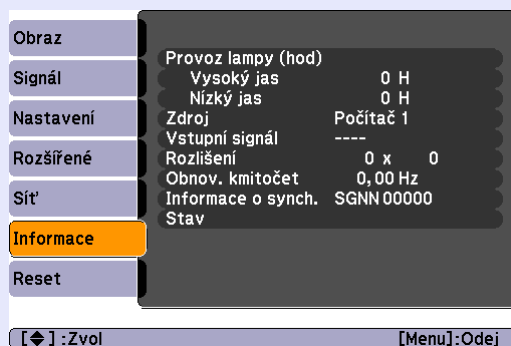 Obraz
Signál
Nastavení
Rozšířené
Síť
Informace
Reset
Provoz lampy (hod)
Vysoký jas 0 H
Nízký jas 0 H
Zdroj Počítač 1
Vstupní signál ----
Rozlišení 0 x 0
Obnov. kmitočet 0,00 Hz
Informace o synch. SGNN 00000
Stav
[◆] :Zvol [Menu]:Odej